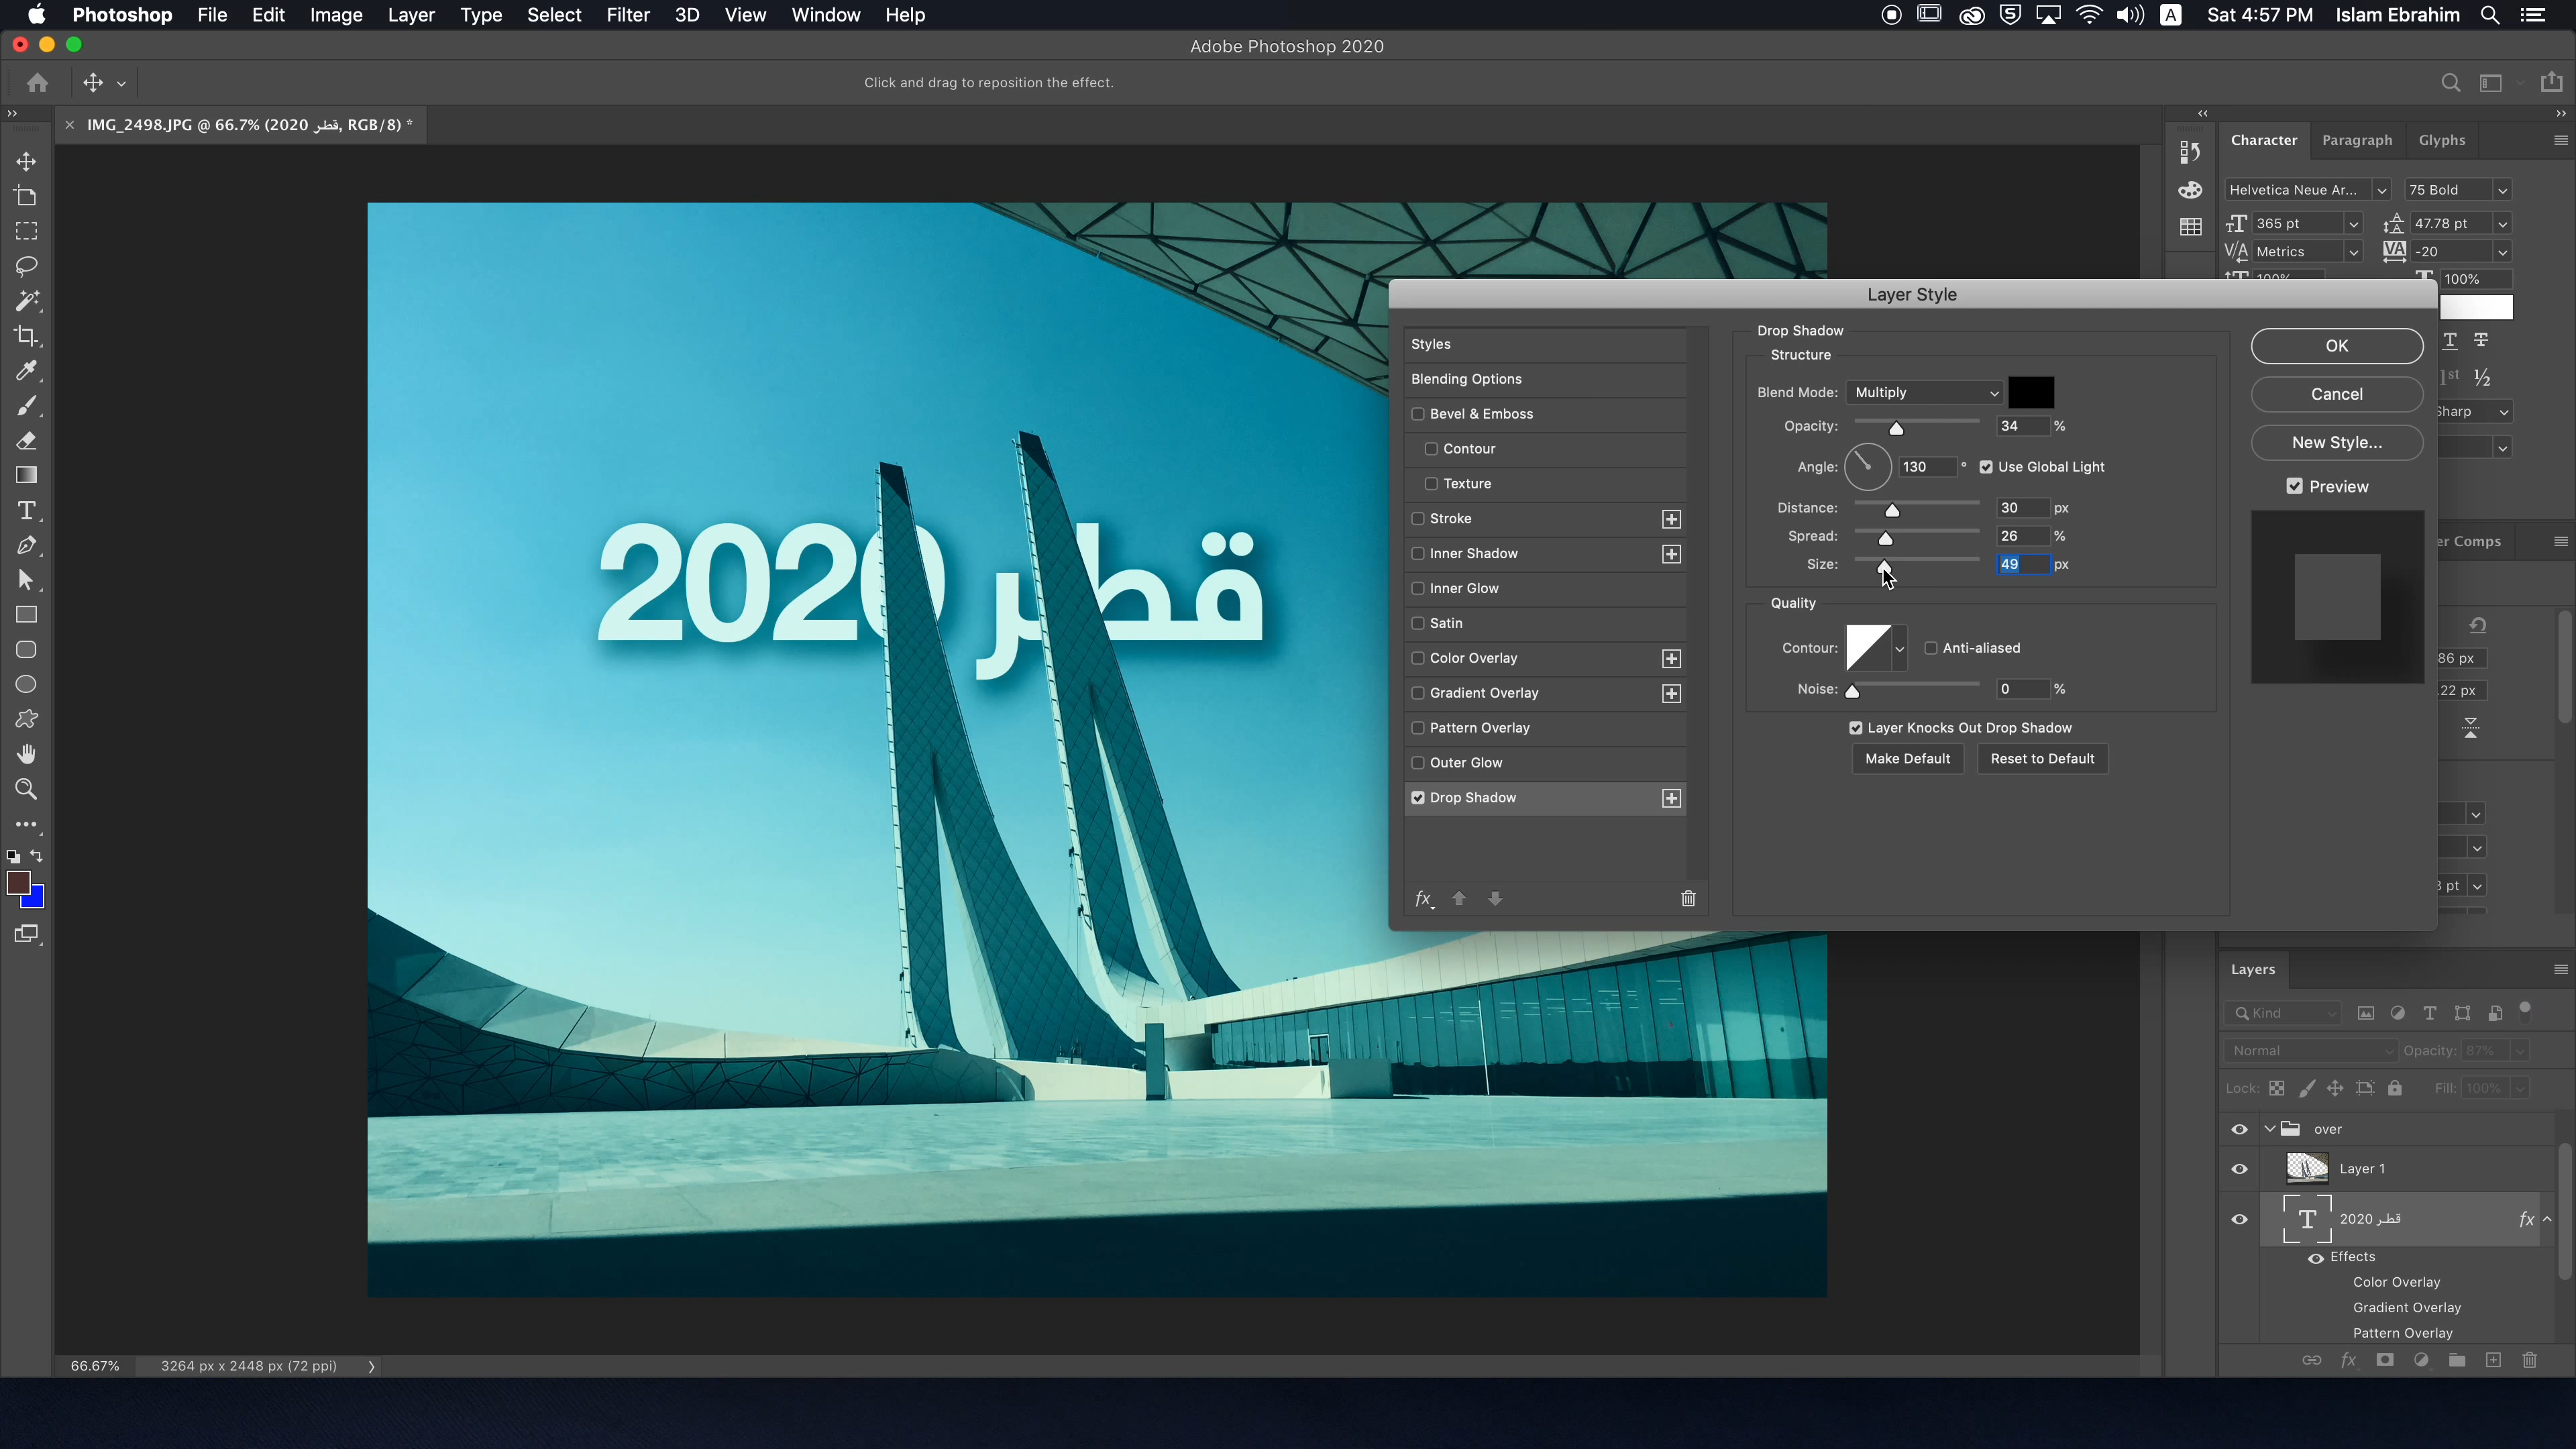 Photoshop File Edit Image Layer Type Select Filter 3D View Window Help
A Sat 4:57 PM Islam Ebrahim
Adobe Photoshop 2020
Click and drag to reposition the effect.
IMG_2498.JPG @ 66.7% (2020 قطر, RGB/8) *
Character Paragraph Glyphs
Helvetica Neue Ar... 75 Bold
365 pt 47.78 pt
Metrics -20
100% 100%
قطر 2020
Layer Style
Styles
Blending Options
Bevel & Emboss
Contour
Texture
Stroke
Inner Shadow
Inner Glow
Satin
Color Overlay
Gradient Overlay
Pattern Overlay
Outer Glow
Drop Shadow
fx
Drop Shadow
Structure
Blend Mode: Multiply
Opacity: 34 %
Angle: 130 ° Use Global Light
Distance: 30 px
Spread: 26 %
Size: 49 px
Quality
Contour: Anti-aliased
Noise: 0 %
Layer Knocks Out Drop Shadow
Make Default Reset to Default
OK
Cancel
New Style...
Preview
1st ½
Sharp
er Comps
86 px
.22 px
pt
Layers
Kind
Normal Opacity: 87%
Lock: Fill: 100%
over
Layer 1
T 2020 قطر fx
Effects
Color Overlay
Gradient Overlay
Pattern Overlay
fx
66.67% 3264 px x 2448 px (72 ppi)